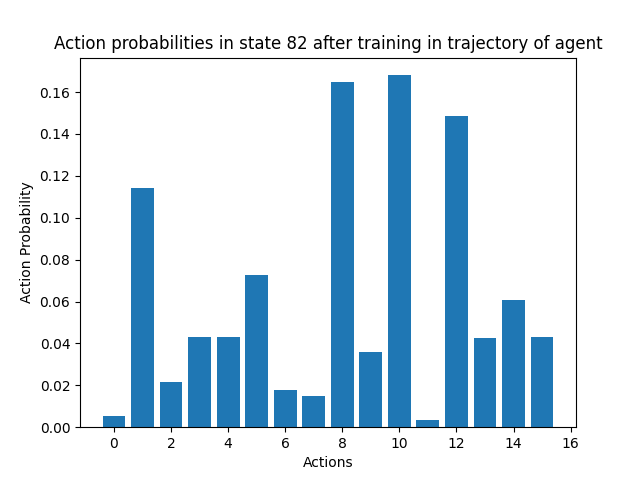 Action probabilities in state 82 after training in trajectory of agent
0.16
0.14
0.12
0.10
0.08
0.06
0.04
0.02
0.00
Action Probability
0 2 4 6 8 10 12 14 16
Actions